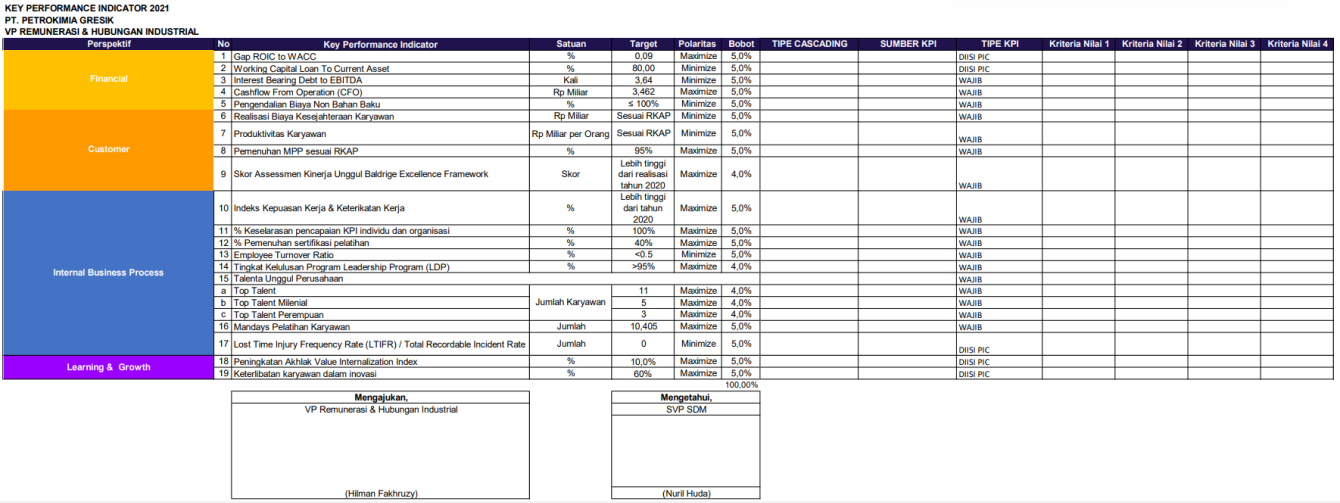 KEY PERFORMANCE INDICATOR 2021
PT. PETROKIMIA GRESIK
VP REMUNERASI & HUBUNGAN INDUSTRIAL
Perspektif No Key Performance Indicator Satuan Target Polaritas Bobot TIPE CASCADING SUMBER KPI TIPE KPI Kriteria Nilai 1 Kriteria Nilai 2 Kriteria Nilai 3 Kriteria Nilai 4
Financial
1 Gap ROIC to WACC % 0,09 Maximize 5,0% DIISI PIC
2 Working Capital Loan To Current Asset % 80,00 Minimize 5,0% DIISI PIC
3 Interest Bearing Debt to EBITDA Kali 3,64 Minimize 5,0% WAJIB
4 Cashflow From Operation (CFO) Rp Miliar 3,462 Maximize 5,0% WAJIB
5 Pengendalian Biaya Non Bahan Baku % ≤ 100% Minimize 5,0% WAJIB
Customer
6 Realisasi Biaya Kesejahteraan Karyawan Rp Miliar Sesuai RKAP Minimize 5,0% WAJIB
7 Produktivitas Karyawan Rp Miliar per Orang Sesuai RKAP Minimize 5,0% WAJIB
8 Pemenuhan MPP sesuai RKAP % 95% Maximize 5,0% WAJIB
9 Skor Assessmen Kinerja Unggul Baldrige Excellence Framework Skor Lebih tinggi
dari realisasi
tahun 2020 Maximize 4,0% WAJIB
Internal Business Process
10 Indeks Kepuasan Kerja & Keterikatan Kerja % Lebih tinggi
dari tahun
2020 Maximize 5,0% WAJIB
11 % Keselarasan pencapaian KPI individu dan organisasi % 100% Maximize 5,0% WAJIB
12 % Pemenuhan sertifikasi pelatihan % 40% Maximize 5,0% WAJIB
13 Employee Turnover Ratio % <0.5 Minimize 5,0% WAJIB
14 Tingkat Kelulusan Program Leadership Program (LDP) % >95% Maximize 4,0% WAJIB
15 Talenta Unggul Perusahaan WAJIB
a Top Talent Jumlah Karyawan 11 Maximize 4,0% WAJIB
b Top Talent Milenial 5 Maximize 4,0% WAJIB
c Top Talent Perempuan 3 Maximize 4,0% WAJIB
16 Mandays Pelatihan Karyawan Jumlah 10,405 Maximize 5,0% WAJIB
17 Lost Time Injury Frequency Rate (LTIFR) / Total Recordable Incident Rate Jumlah 0 Minimize 5,0% DIISI PIC
Learning & Growth
18 Peningkatan Akhlak Value Internalization Index % 10,0% Maximize 5,0% DIISI PIC
19 Keterlibatan karyawan dalam inovasi % 60% Maximize 5,0% DIISI PIC
100,00%
Mengajukan, Mengetahui,
VP Remunerasi & Hubungan Industrial SVP SDM
(Hilman Fakhruzy) (Nuril Huda)